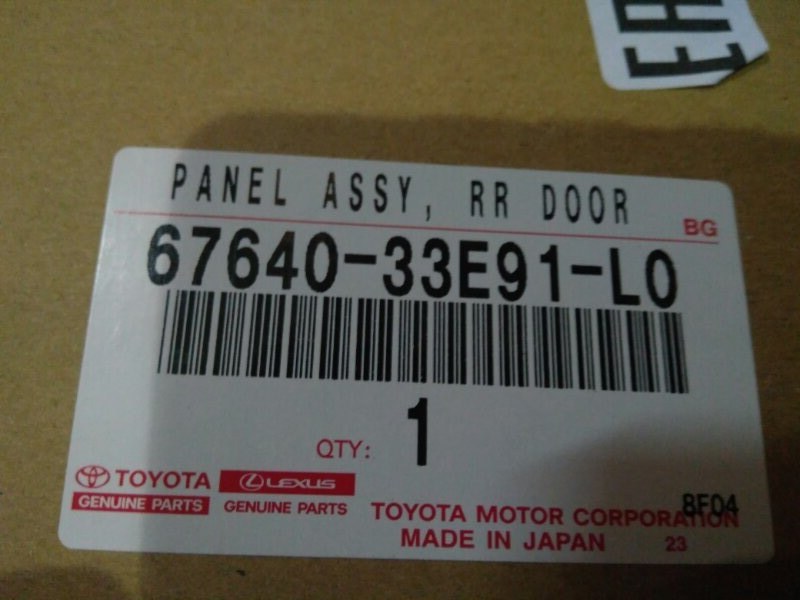 EAC
PANEL ASSY, RR DOOR
BG
67640-33E91-L0
QTY: 1
TOYOTA LEXUS
GENUINE PARTS GENUINE PARTS
8F04
TOYOTA MOTOR CORPORATION
MADE IN JAPAN 23